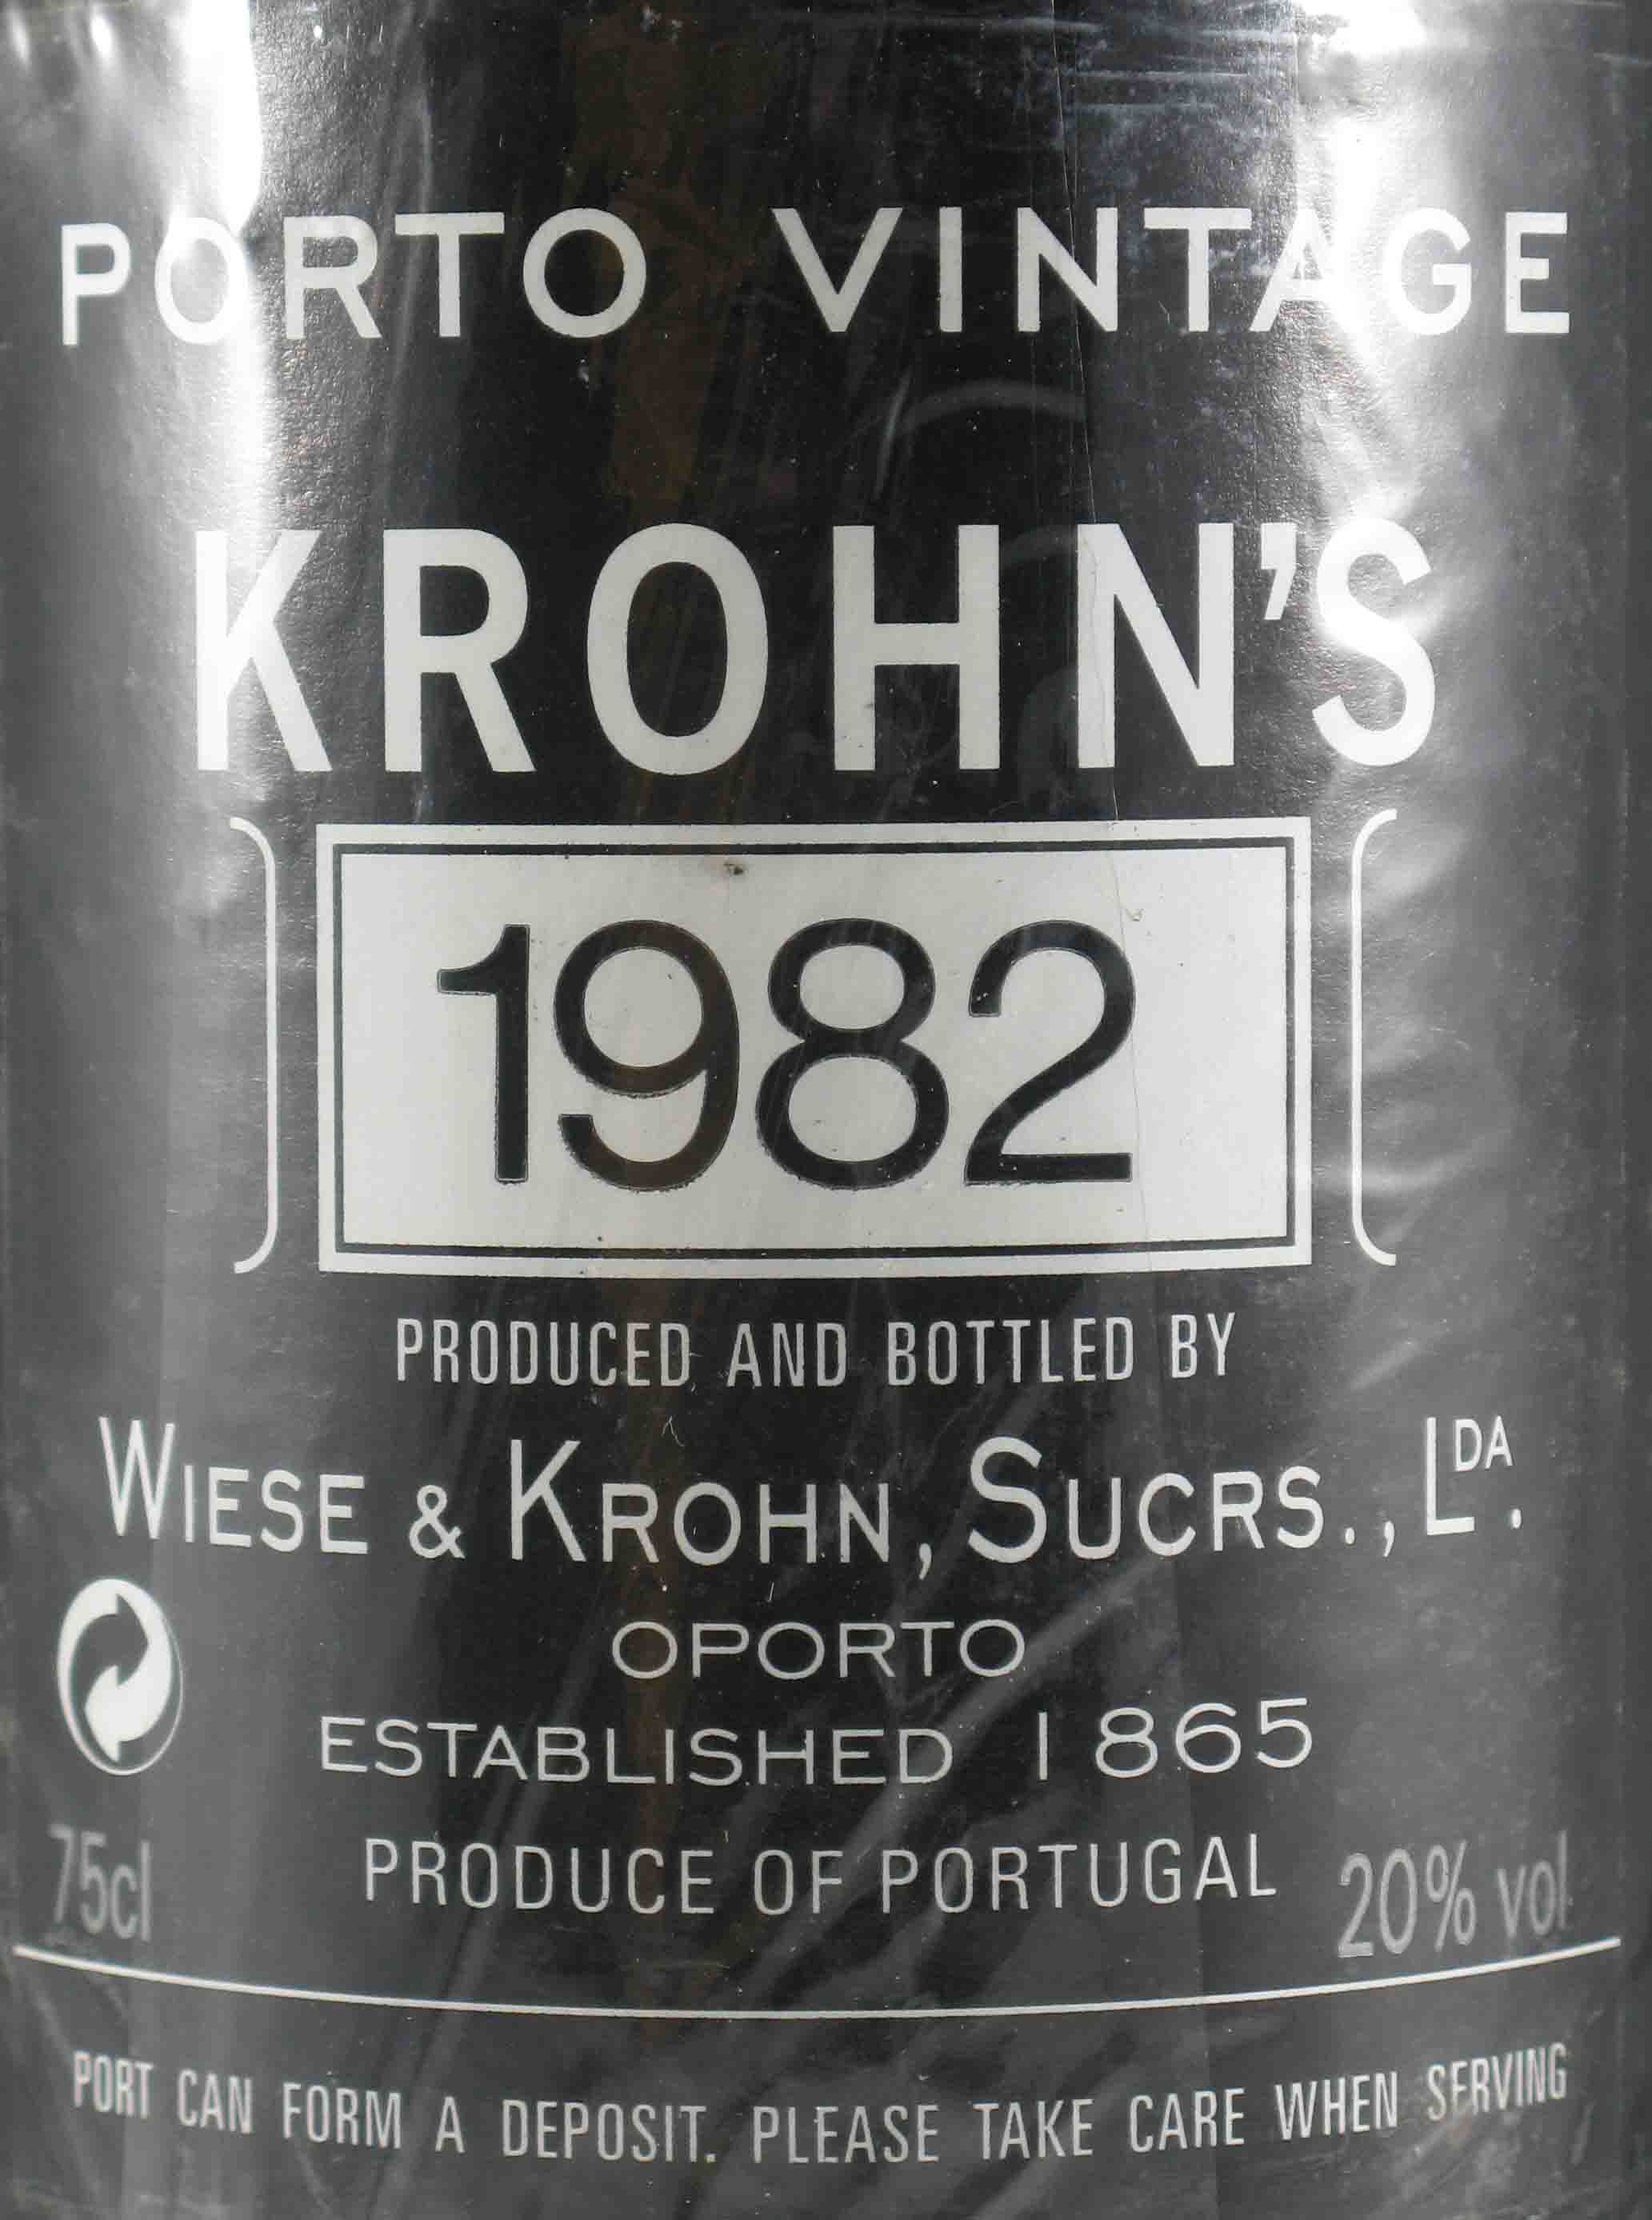 PORTO VINTAGE
KROHN'S
1982
PRODUCED AND BOTTLED BY
WIESE & KROHN, SUCRS., LDA.
OPORTO
ESTABLISHED 1865
75cl PRODUCE OF PORTUGAL 20% vol
PORT CAN FORM A DEPOSIT. PLEASE TAKE CARE WHEN SERVING